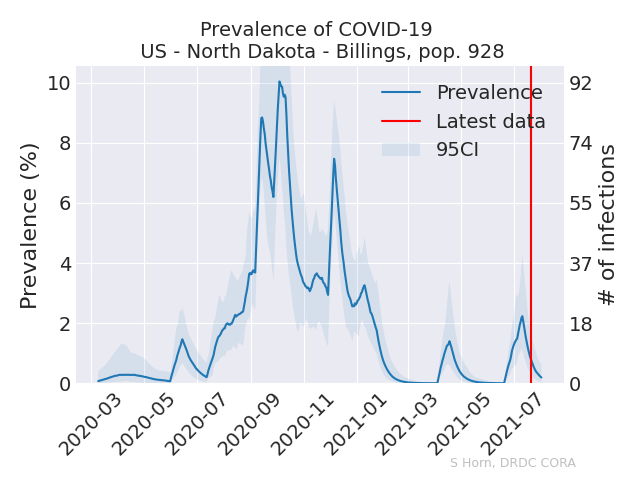 Prevalence of COVID-19
US - North Dakota - Billings, pop. 928
Prevalence (%)
10
8
6
4
2
0
Prevalence
Latest data
95CI
92
74
55
37
18
0
# of infections
2020-03
2020-05
2020-07
2020-09
2020-11
2021-01
2021-03
2021-05
2021-07
S Horn, DRDC CORA